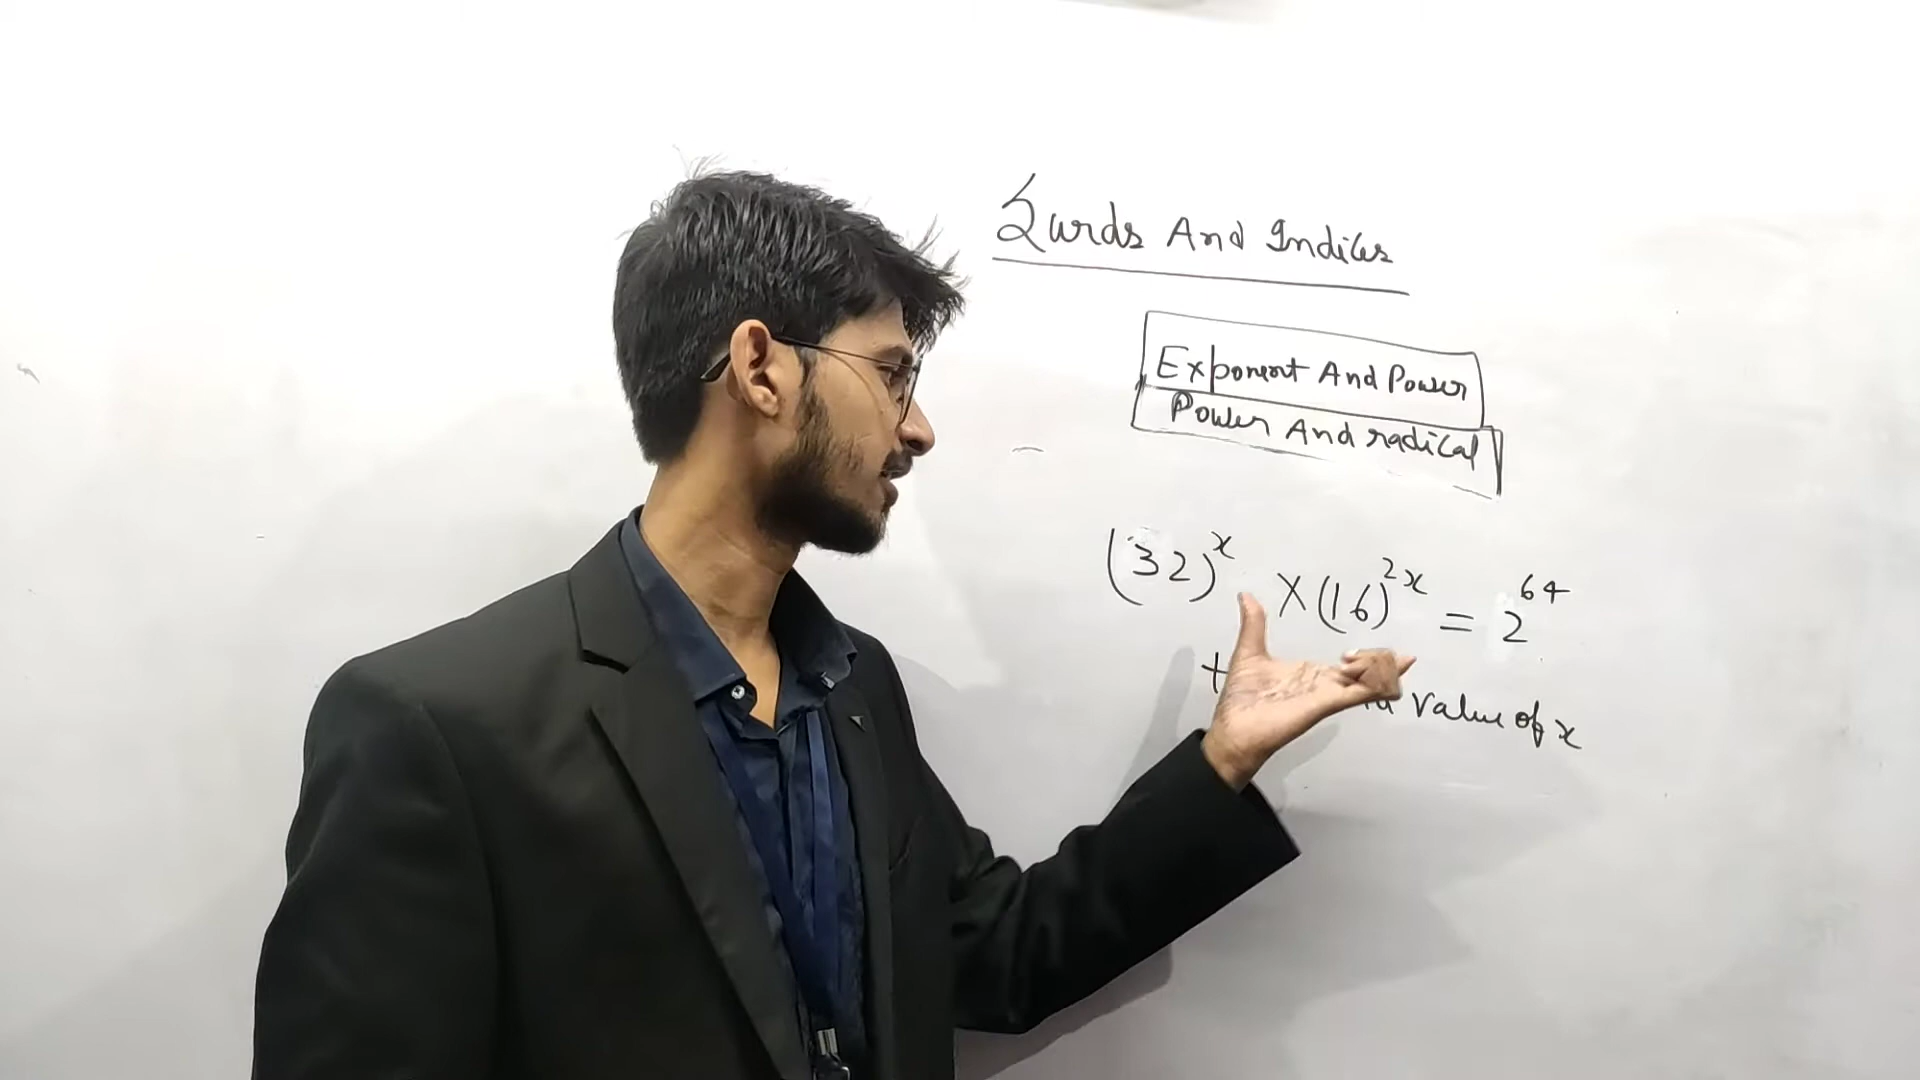 Surds And Indices
Exponent And Power
Power And radical
(32)^x X (16)^2x = 2^64
value of x